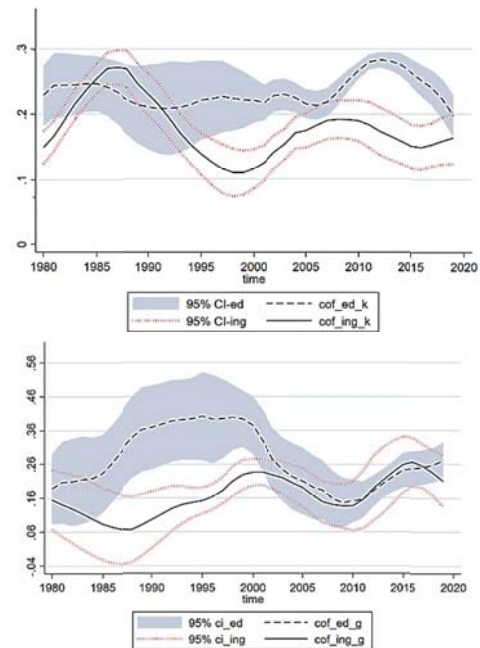 .3
.2
.1
0
1980 1985 1990 1995 2000 2005 2010 2015 2020
time
95% CI-ed cof_ed_k
95% CI-ing cof_ing_k
.56
.46
.36
.26
.16
.06
-.04
1980 1985 1990 1995 2000 2005 2010 2015 2020
time
95% ci_ed cof_ed_g
95% ci_ing cof_ing_g